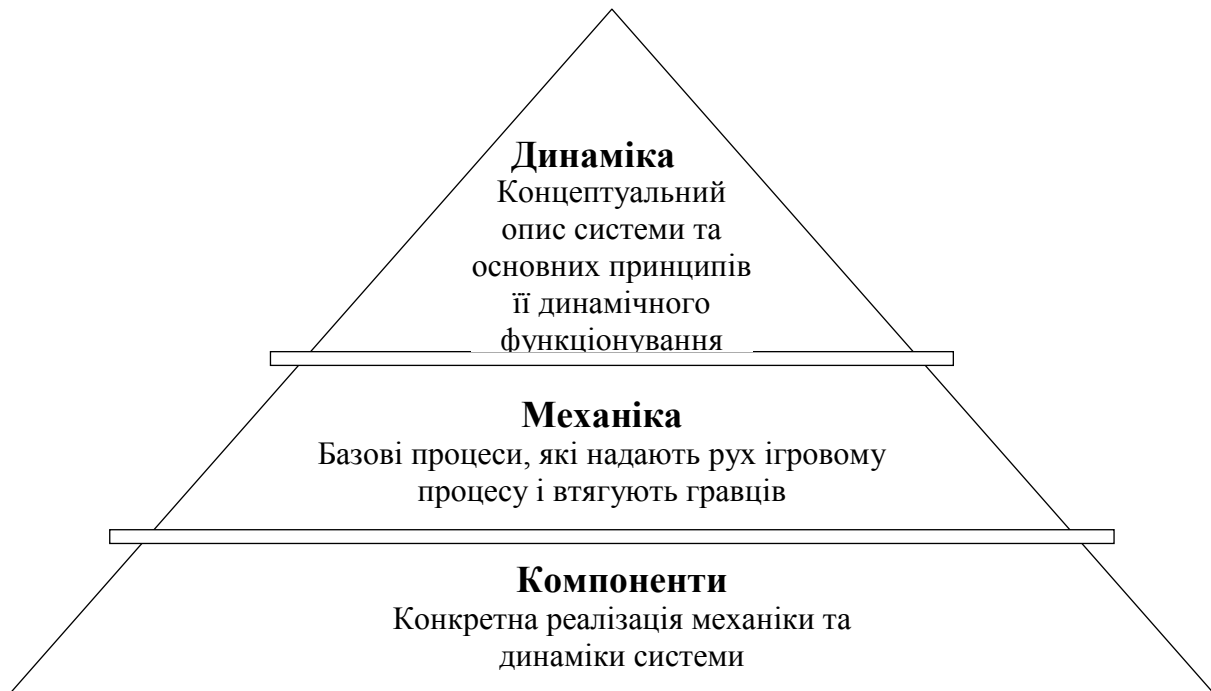 Динаміка
Концептуальний
опис системи та
основних принципів
її динамічного
функціонування
Механіка
Базові процеси, які надають рух ігровому
процесу і втягують гравців
Компоненти
Конкретна реалізація механіки та
динаміки системи